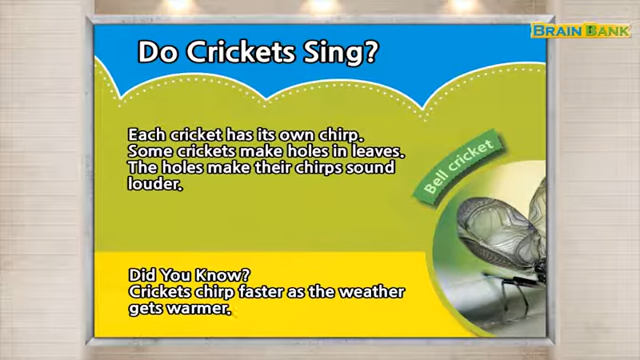 BRAIN BANK
Do Crickets Sing?
Each cricket has its own chirp.
Some crickets make holes in leaves.
The holes make their chirps sound
louder.
Bell cricket
Did You Know?
Crickets chirp faster as the weather
gets warmer.